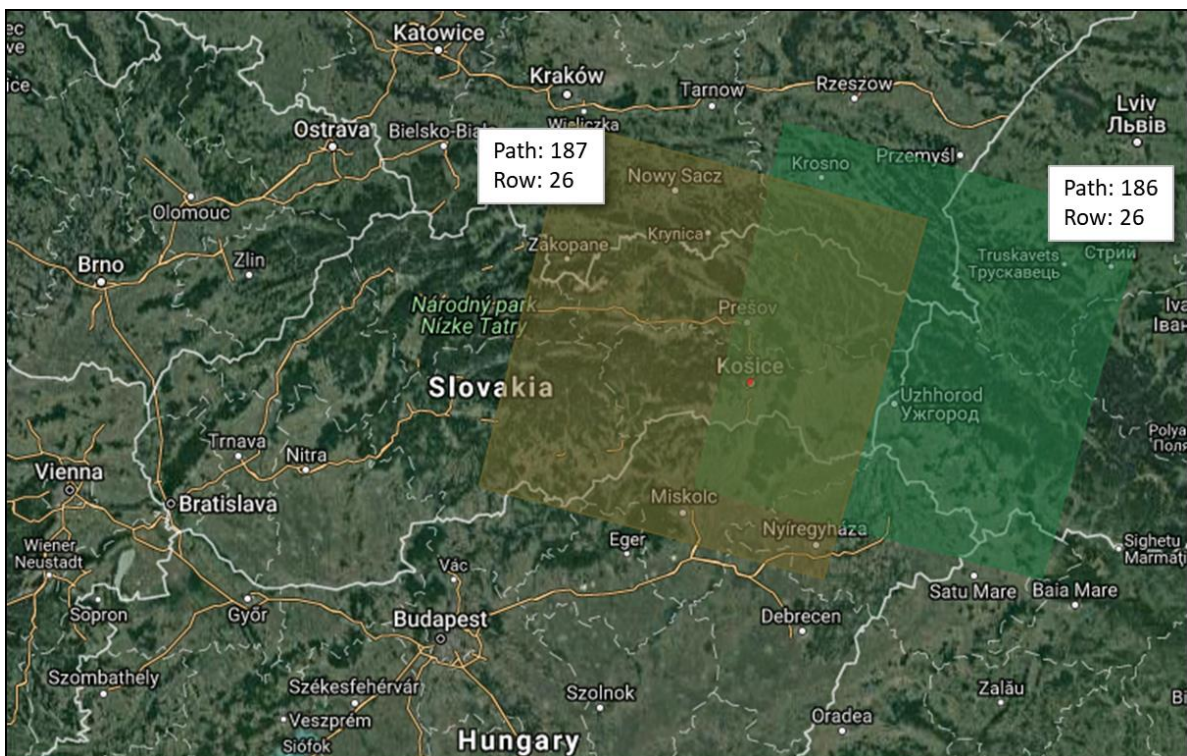 Katowice
Kraków
Tarnow
Rzeszow
Lviv
Львів
Ostrava
Bielsko-Biała
Wieliczka
Path: 187
Row: 26
Krosno
Przemyśl
Path: 186
Row: 26
Olomouc
Nowy Sacz
Krynica
Zakopane
Truskavets
Трускавець
Стрий
Brno
Zlin
Národný park
Nízke Tatry
Prešov
Košice
Slovakia
Uzhhorod
Ужгород
Trnava
Nitra
Vienna
Bratislava
Miskolc
Nyíregyháza
Eger
Wiener
Neustadt
Vác
Sopron
Győr
Budapest
Debrecen
Satu Mare
Baia Mare
Sighetu
Marmaţi
Szombathely
Székesfehérvár
Veszprém
Siófok
Szolnok
Zalău
Oradea
Hungary